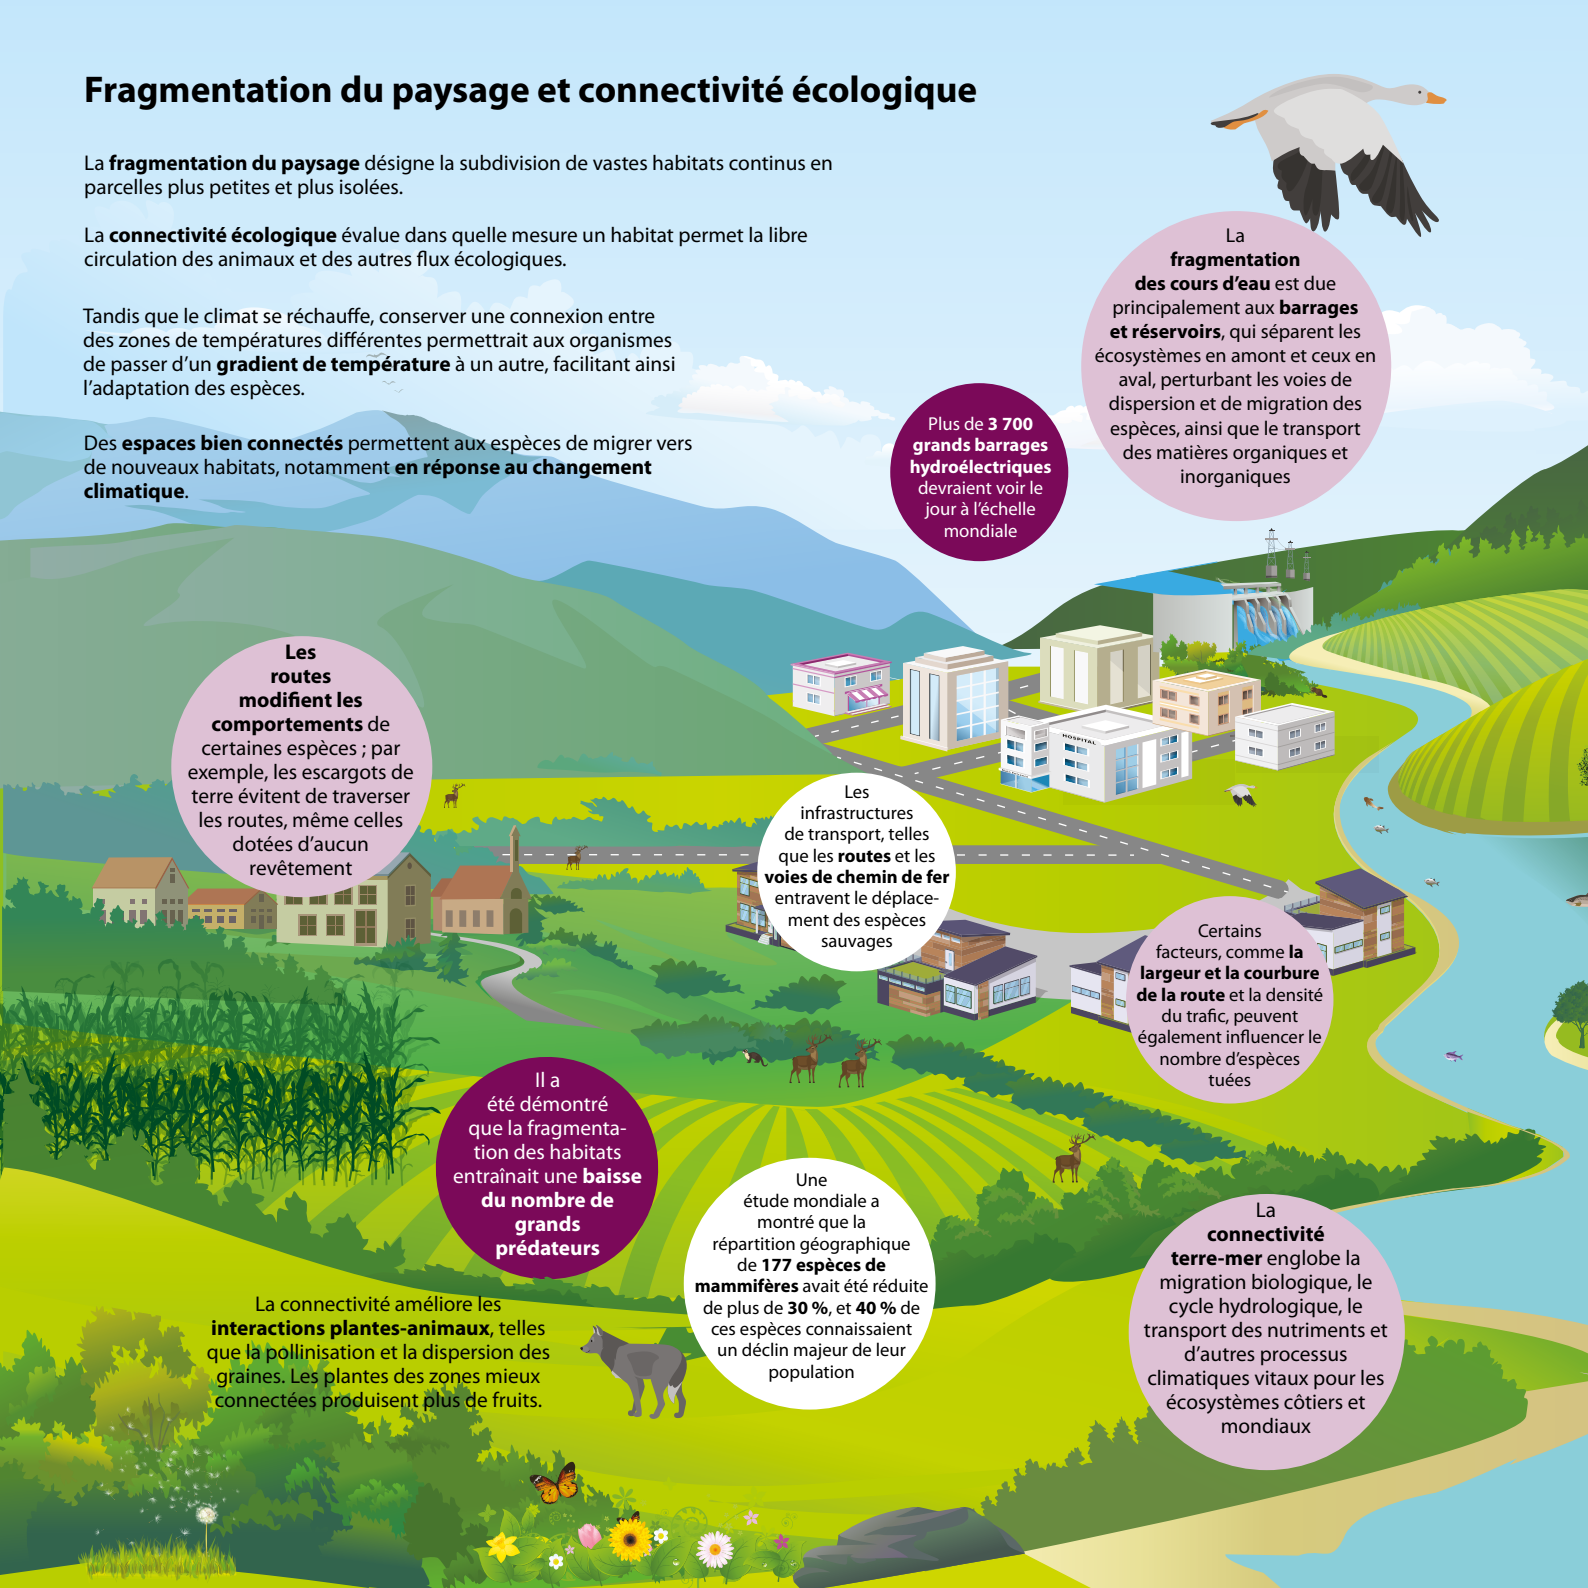 Fragmentation du paysage et connectivité écologique
La fragmentation du paysage désigne la subdivision de vastes habitats continus en
parcelles plus petites et plus isolées.
La connectivité écologique évalue dans quelle mesure un habitat permet la libre
circulation des animaux et des autres flux écologiques.
Tandis que le climat se réchauffe, conserver une connexion entre
des zones de températures différentes permettrait aux organismes
de passer d’un gradient de température à un autre, facilitant ainsi
l’adaptation des espèces.
Des espaces bien connectés permettent aux espèces de migrer vers
de nouveaux habitats, notamment en réponse au changement
climatique.
La
fragmentation
des cours d’eau est due
principalement aux barrages
et réservoirs, qui séparent les
écosystèmes en amont et ceux en
aval, perturbant les voies de
dispersion et de migration des
espèces, ainsi que le transport
des matières organiques et
inorganiques
Plus de 3 700
grands barrages
hydroélectriques
devraient voir le
jour à l’échelle
mondiale
Les
routes
modifient les
comportements de
certaines espèces ; par
exemple, les escargots de
terre évitent de traverser
les routes, même celles
dotées d’aucun
revêtement
HOSPITAL
Les
infrastructures
de transport, telles
que les routes et les
voies de chemin de fer
entravent le déplace-
ment des espèces
sauvages
Certains
facteurs, comme la
largeur et la courbure
de la route et la densité
du trafic, peuvent
également influencer le
nombre d’espèces
tuées
Il a
été démontré
que la fragmenta-
tion des habitats
entraînait une baisse
du nombre de
grands
prédateurs
Une
étude mondiale a
montré que la
répartition géographique
de 177 espèces de
mammifères avait été réduite
de plus de 30 %, et 40 % de
ces espèces connaissaient
un déclin majeur de leur
population
La
connectivité
terre-mer englobe la
migration biologique, le
cycle hydrologique, le
transport des nutriments et
d’autres processus
climatiques vitaux pour les
écosystèmes côtiers et
mondiaux
La connectivité améliore les
interactions plantes-animaux, telles
que la pollinisation et la dispersion des
graines. Les plantes des zones mieux
connectées produisent plus de fruits.